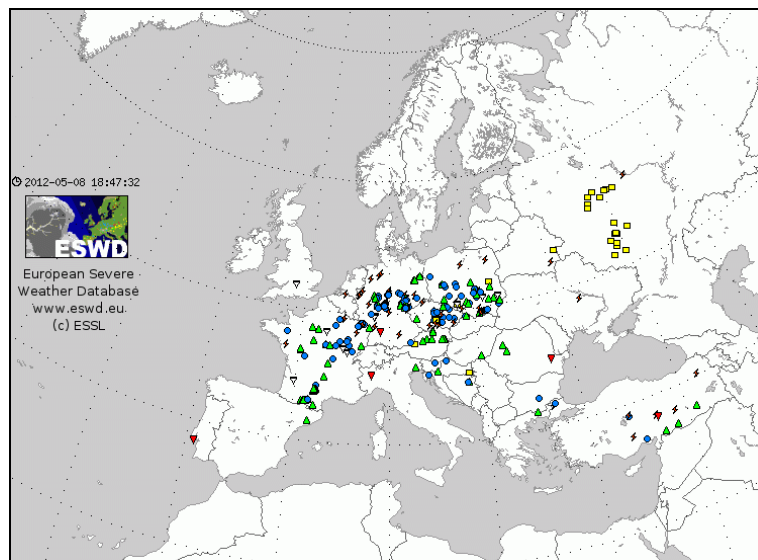 2012-05-08 18:47:32
ESWD
European Severe
Weather Database
www.eswd.eu
(c) ESSL